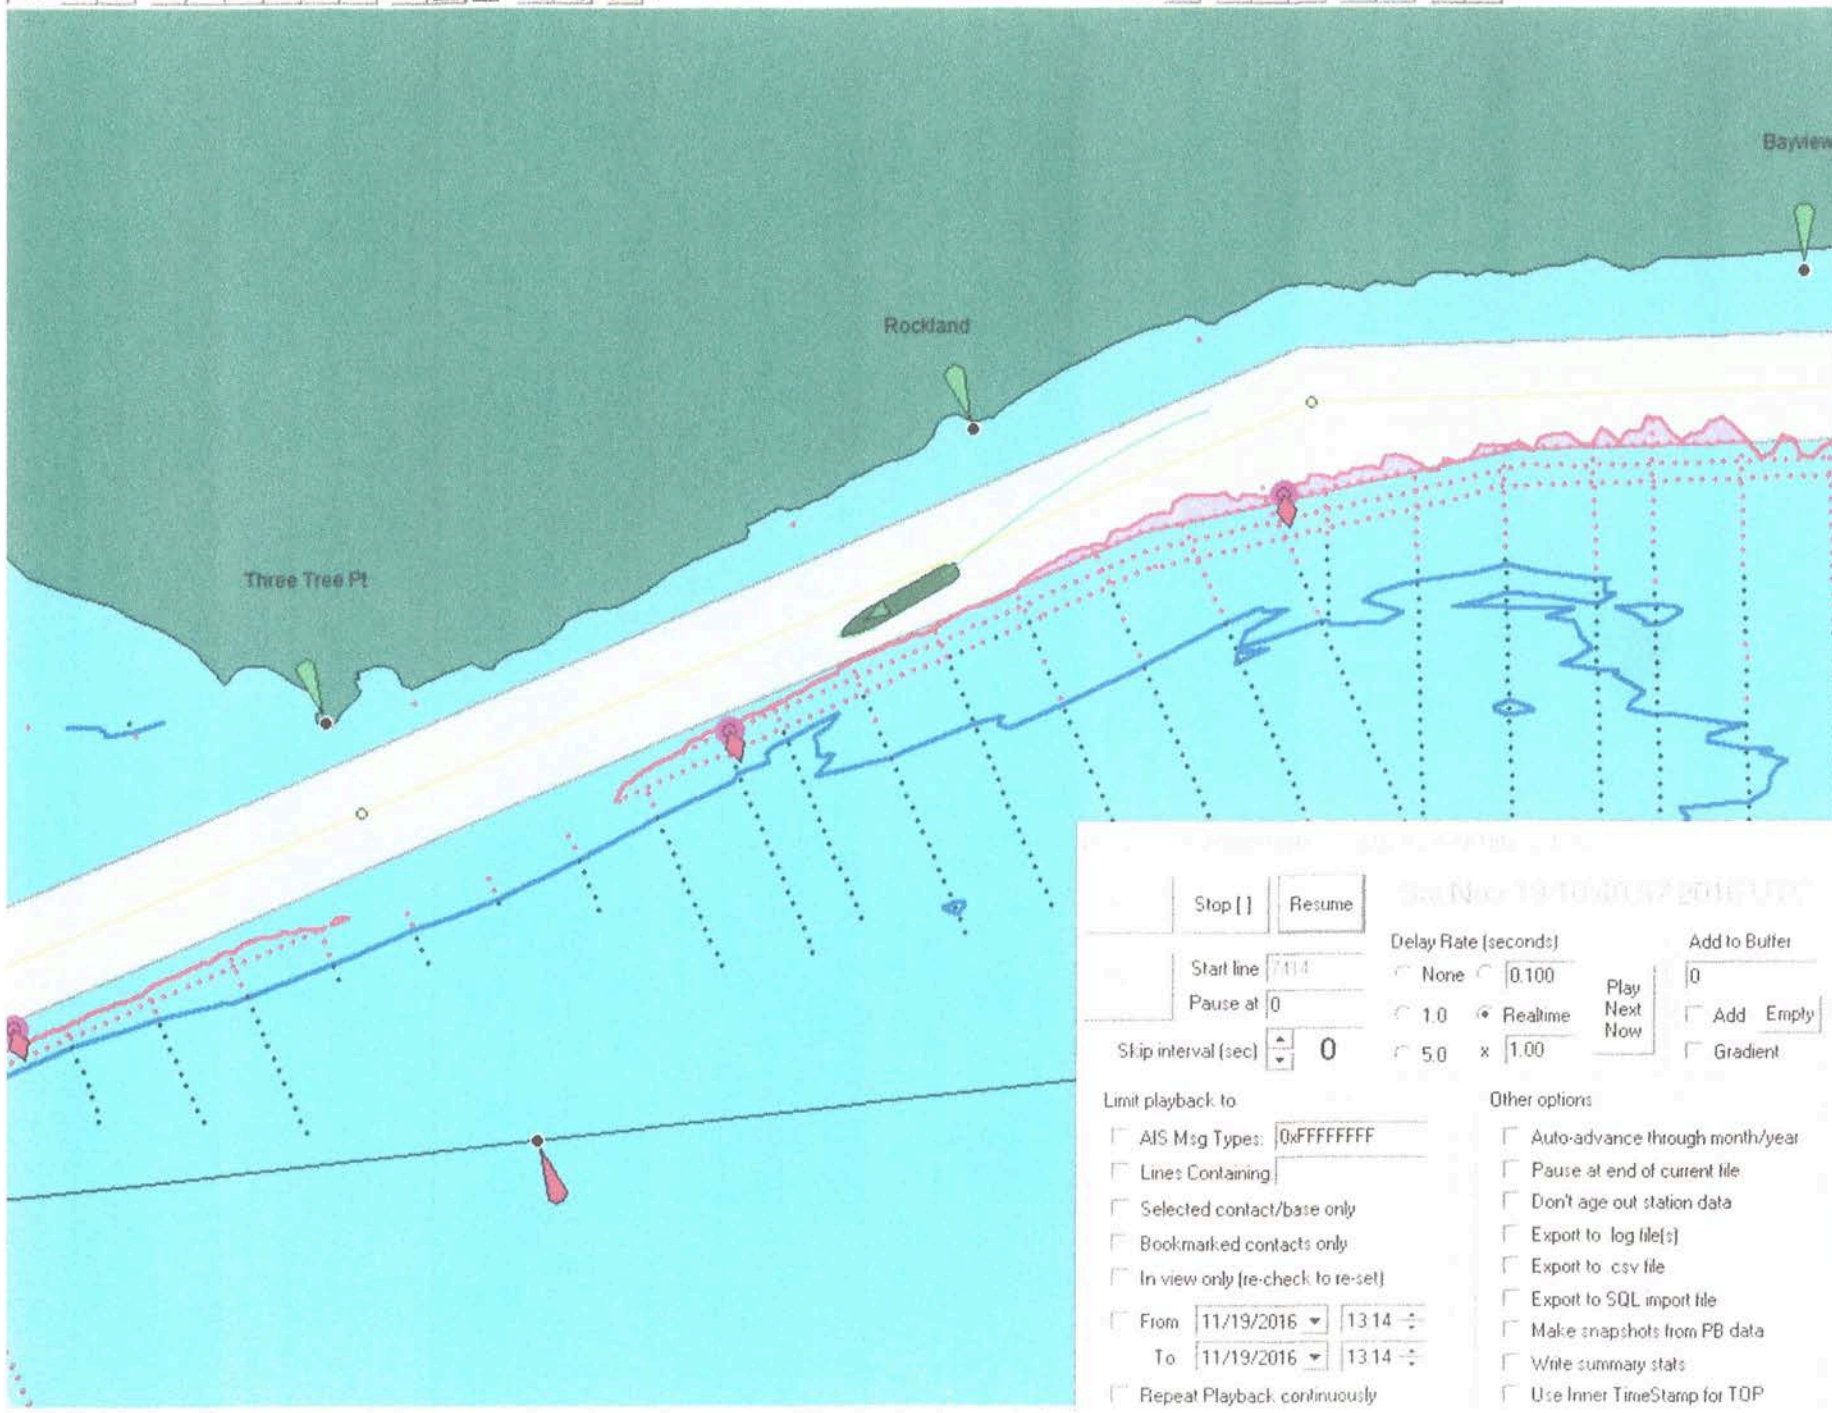 Bayview
Rockland
Three Tree Pt
Stop [ ]
Resume
Delay Rate (seconds)
Add to Buffer
Start line 7414
None
0.100
0
Pause at 0
1.0
Realtime
Play
Next
Now
Add
Empty
Skip interval (sec)
0
5.0
x 1.00
Gradient
Limit playback to
Other options
AIS Msg Types: 0xFFFFFFFF
Auto-advance through month/year
Lines Containing
Pause at end of current file
Selected contact/base only
Don't age out station data
Bookmarked contacts only
Export to log file(s)
In view only (re-check to re-set)
Export to csv file
Export to SQL import file
From 11/19/2016 13:14
Make snapshots from PB data
To 11/19/2016 13:14
Write summary stats
Repeat Playback continuously
Use Inner TimeStamp for TOP